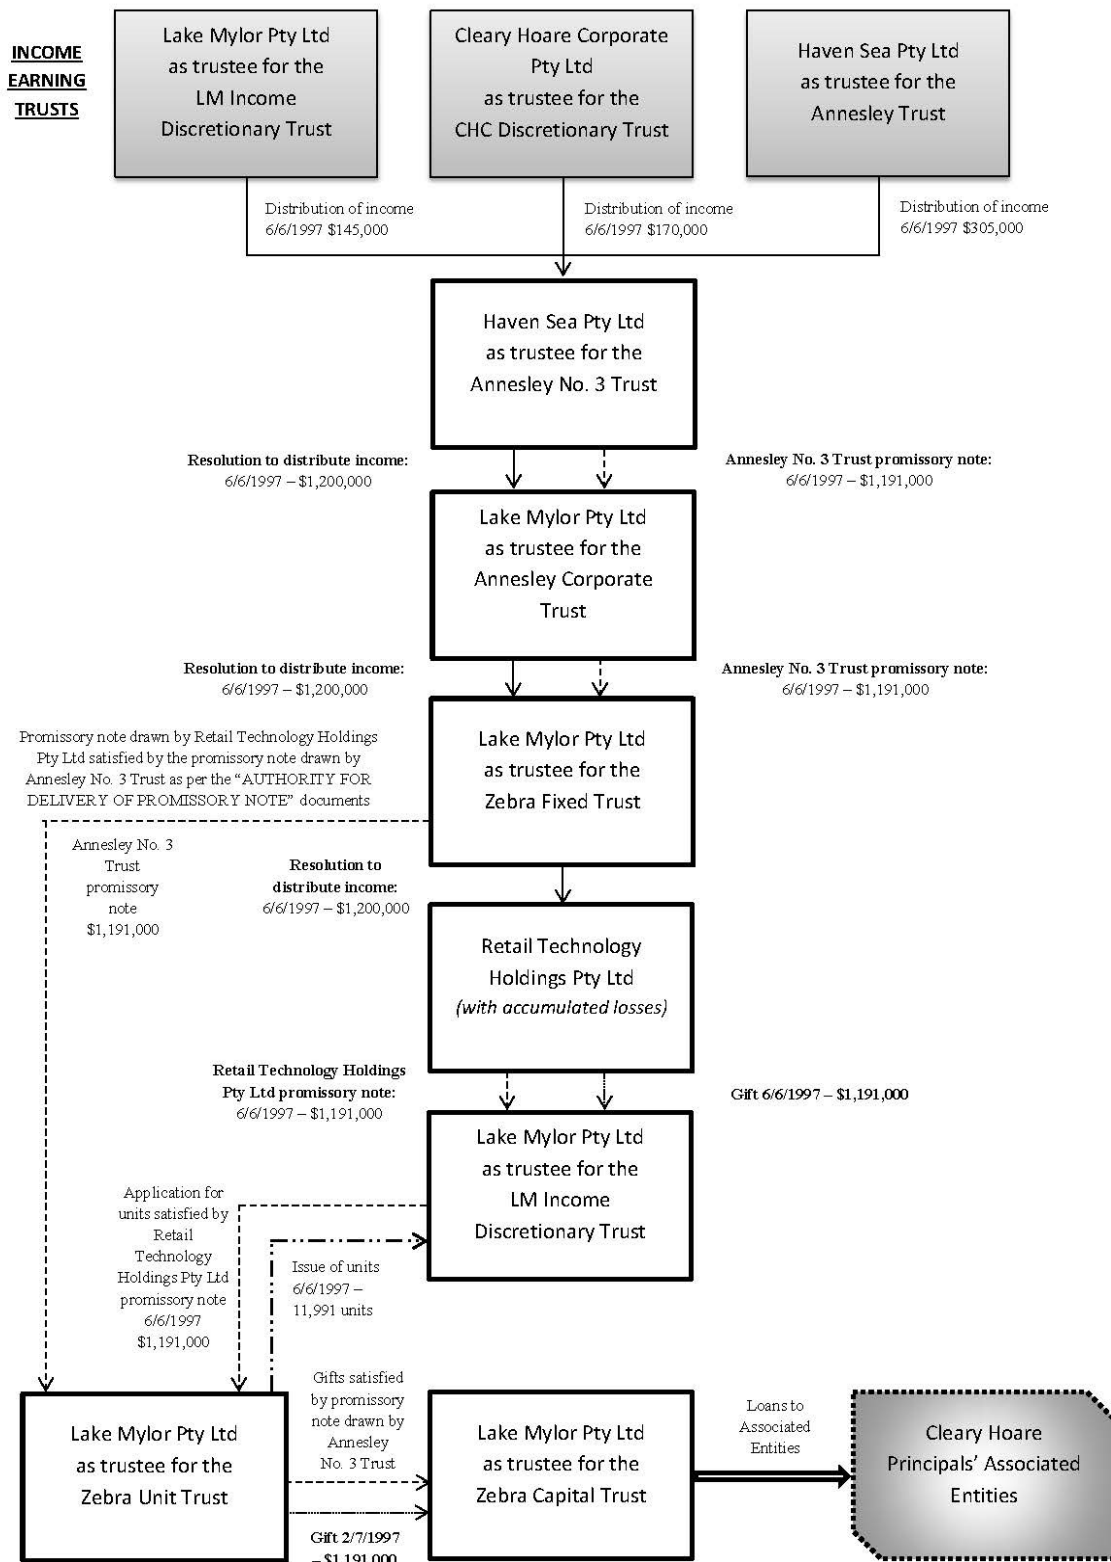 INCOME
EARNING
TRUSTS
Lake Mylor Pty Ltd
as trustee for the
LM Income
Discretionary Trust
Cleary Hoare Corporate
Pty Ltd
as trustee for the
CHC Discretionary Trust
Haven Sea Pty Ltd
as trustee for the
Annesley Trust
Distribution of income
6/6/1997 $145,000
Distribution of income
6/6/1997 $170,000
Distribution of income
6/6/1997 $305,000
Haven Sea Pty Ltd
as trustee for the
Annesley No. 3 Trust
Resolution to distribute income:
6/6/1997 – $1,200,000
Annesley No. 3 Trust promissory note:
6/6/1997 – $1,191,000
Lake Mylor Pty Ltd
as trustee for the
Annesley Corporate
Trust
Resolution to distribute income:
6/6/1997 – $1,200,000
Annesley No. 3 Trust promissory note:
6/6/1997 – $1,191,000
Lake Mylor Pty Ltd
as trustee for the
Zebra Fixed Trust
Promissory note drawn by Retail Technology Holdings
Pty Ltd satisfied by the promissory note drawn by
Annesley No. 3 Trust as per the “AUTHORITY FOR
DELIVERY OF PROMISSORY NOTE” documents
Annesley No. 3
Trust
promissory
note
$1,191,000
Resolution to
distribute income:
6/6/1997 – $1,200,000
Retail Technology
Holdings Pty Ltd
(with accumulated losses)
Retail Technology Holdings
Pty Ltd promissory note:
6/6/1997 – $1,191,000
Gift 6/6/1997 – $1,191,000
Lake Mylor Pty Ltd
as trustee for the
LM Income
Discretionary Trust
Application for
units satisfied by
Retail
Technology
Holdings Pty Ltd
promissory note
6/6/1997
$1,191,000
Issue of units
6/6/1997 –
11,991 units
Lake Mylor Pty Ltd
as trustee for the
Zebra Unit Trust
Gifts satisfied
by promissory
note drawn by
Annesley
No. 3 Trust
Gift 2/7/1997
– $1,191,000
Lake Mylor Pty Ltd
as trustee for the
Zebra Capital Trust
Loans to
Associated
Entities
Cleary Hoare
Principals’ Associated
Entities